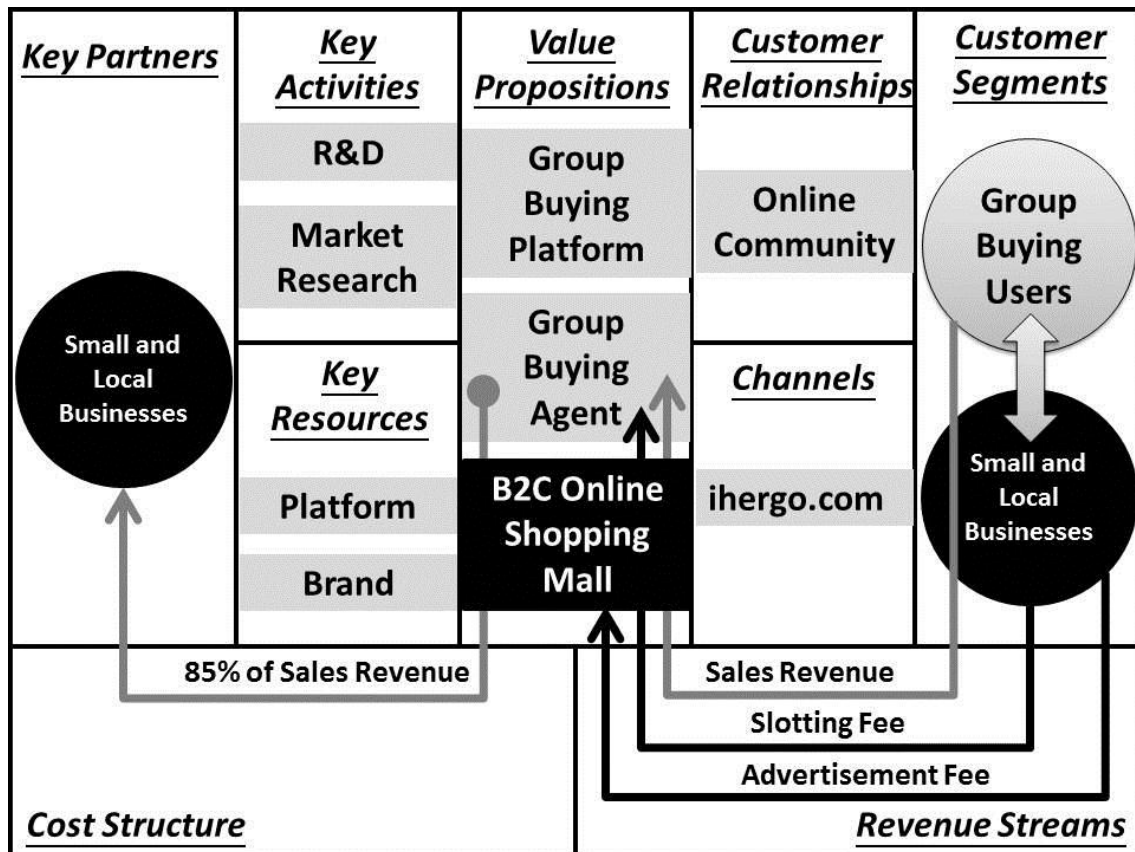 Key Partners
Small and
Local
Businesses
Key
Activities
R&D
Market
Research
Key
Resources
Platform
Brand
Value
Propositions
Group
Buying
Platform
Group
Buying
Agent
B2C Online
Shopping
Mall
Customer
Relationships
Online
Community
Channels
ihergo.com
Customer
Segments
Group
Buying
Users
Small and
Local
Businesses
85% of Sales Revenue
Cost Structure
Sales Revenue
Slotting Fee
Advertisement Fee
Revenue Streams